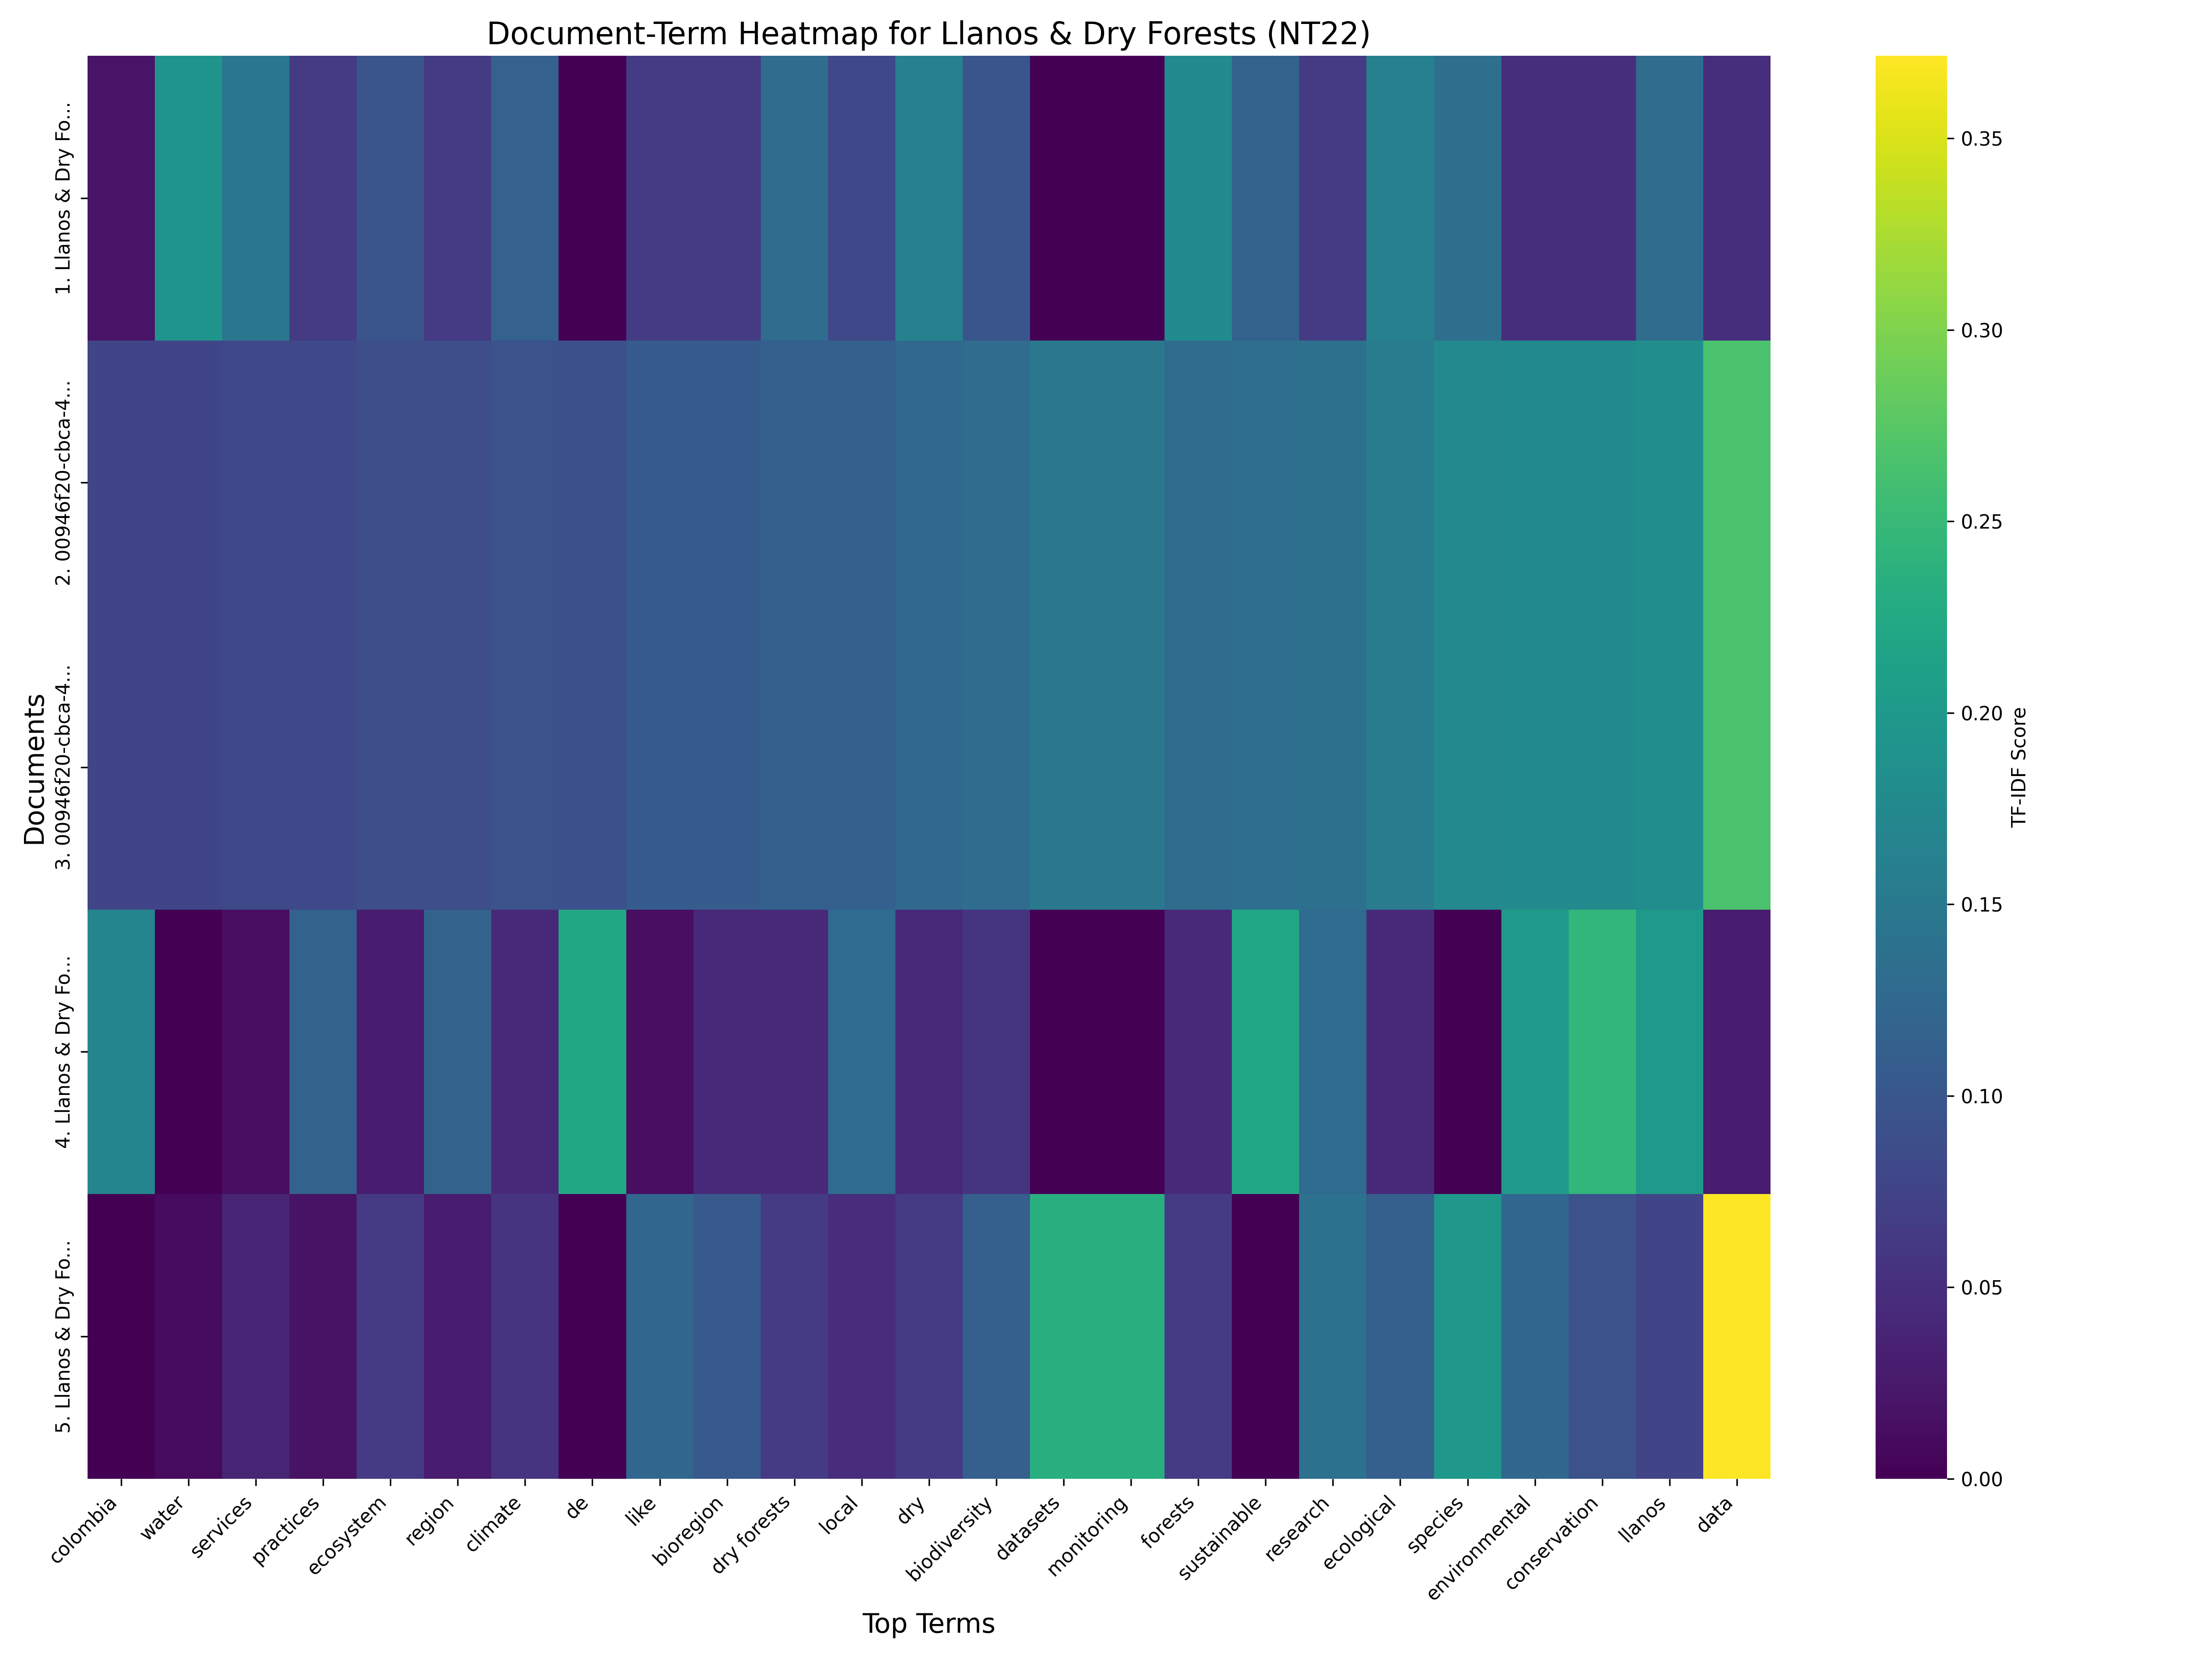 Document-Term Heatmap for Llanos & Dry Forests (NT22)
Documents
1. Llanos & Dry Fo...
2. 00946f20-cbca-4...
3. 00946f20-cbca-4...
4. Llanos & Dry Fo...
5. Llanos & Dry Fo...
colombia
water
services
practices
ecosystem
region
climate
de
like
bioregion
dry forests
local
dry
biodiversity
datasets
monitoring
forests
sustainable
research
ecological
species
environmental
conservation
llanos
data
Top Terms
0.35
0.30
0.25
0.20
0.15
0.10
0.05
0.00
TF-IDF Score